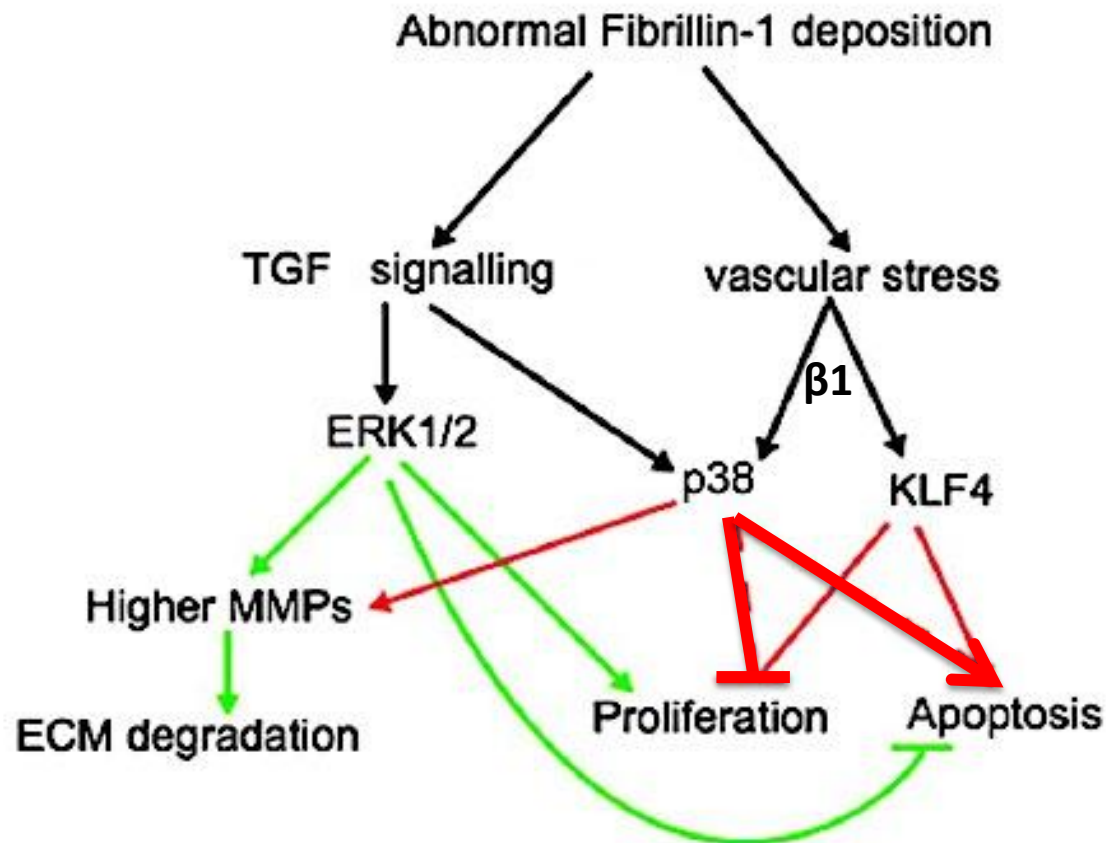 Abnormal Fibrillin-1 deposition
TGF signalling
vascular stress
β1
ERK1/2
p38
KLF4
Higher MMPs
Proliferation
Apoptosis
ECM degradation